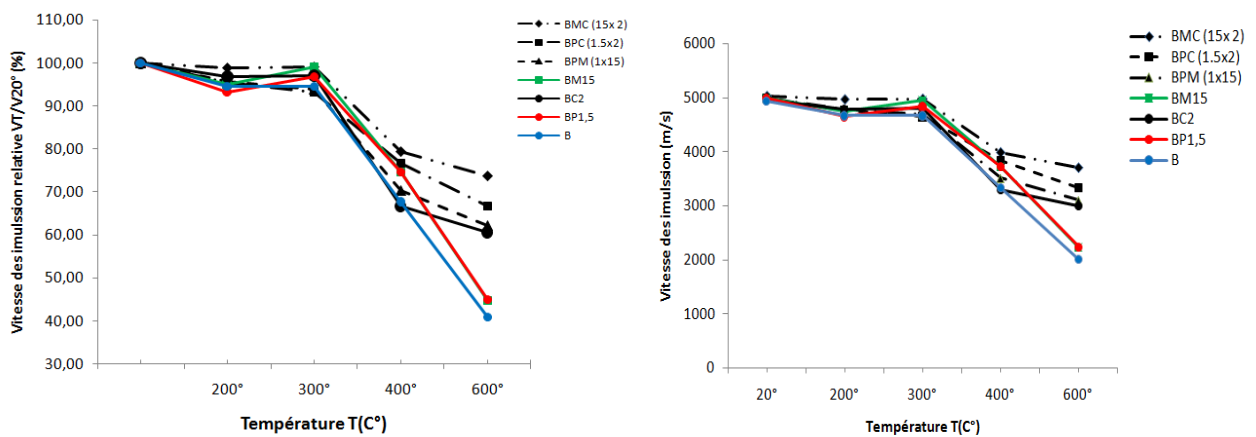 Vitesse des imulssion relative VT/V20° (%)
110,00
100,00
90,00
80,00
70,00
60,00
50,00
40,00
30,00
200°
300°
400°
600°
Température T(C°)
BMC (15x 2)
BPC (1.5x2)
BPM (1x15)
BM15
BC2
BP1,5
B
Vitesse des imulssion (m/s)
6000
5000
4000
3000
2000
1000
0
20°
200°
300°
400°
600°
Température T(C°)
BMC (15x 2)
BPC (1.5x2)
BPM (1x15)
BM15
BC2
BP1,5
B